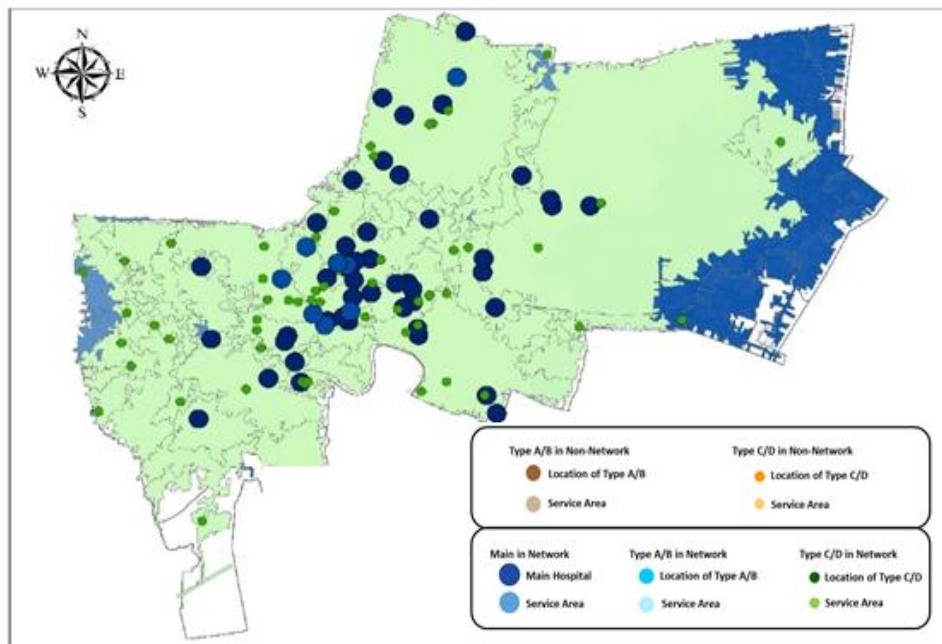 N
W E
S
Type A/B in Non-Network Type C/D in Non-Network
Location of Type A/B Location of Type C/D
Service Area Service Area
Main in Network Type A/B in Network Type C/D in Network
Main Hospital Location of Type A/B Location of Type C/D
Service Area Service Area Service Area